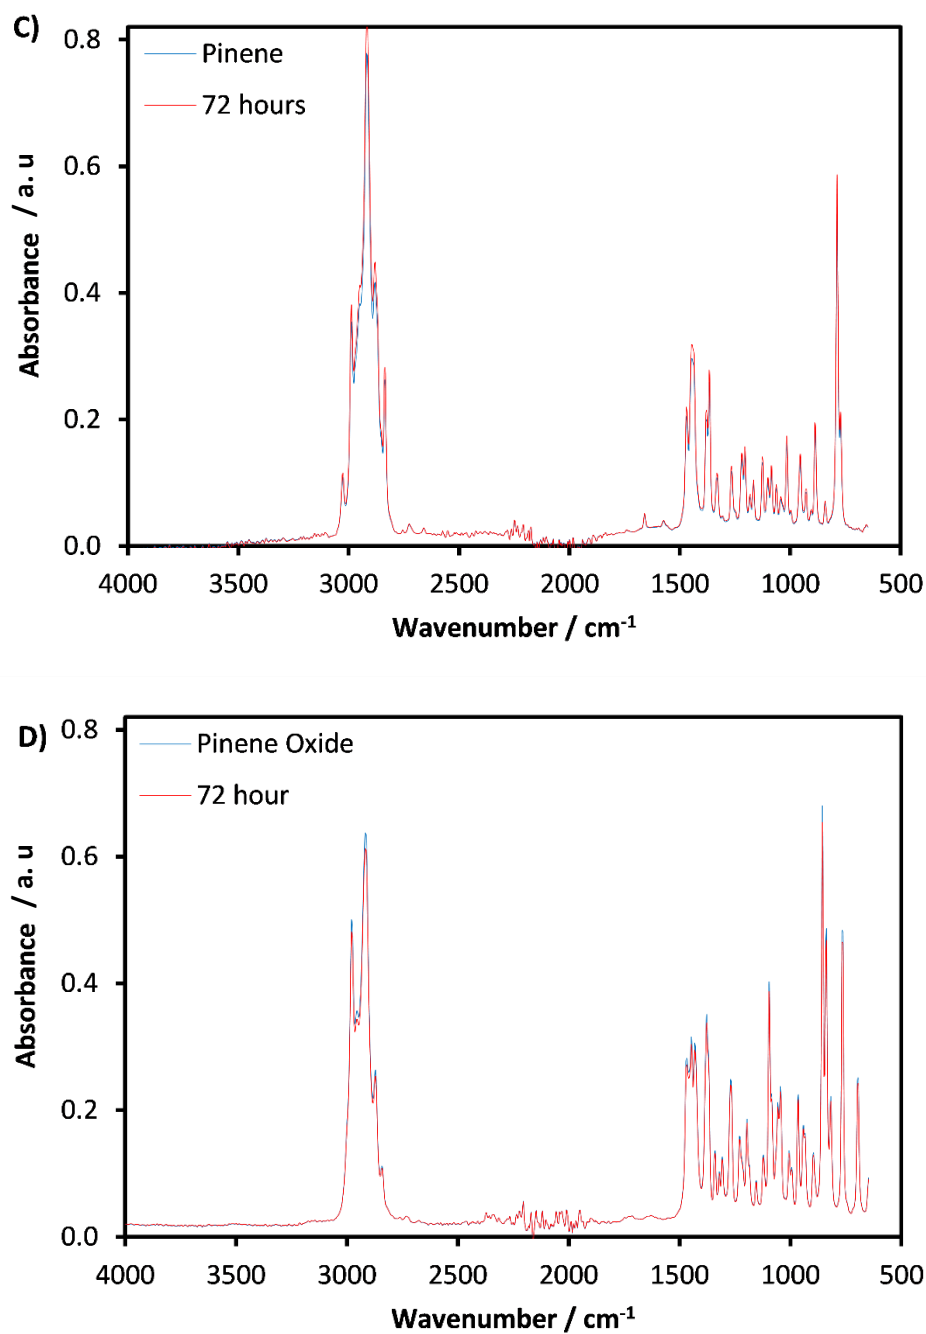 C)
Pinene
72 hours
Absorbance / a. u
0.8
0.6
0.4
0.2
0.0
4000 3500 3000 2500 2000 1500 1000 500
Wavenumber / cm⁻¹
D)
Pinene Oxide
72 hour
Absorbance / a. u
0.8
0.6
0.4
0.2
0.0
4000 3500 3000 2500 2000 1500 1000 500
Wavenumber / cm⁻¹